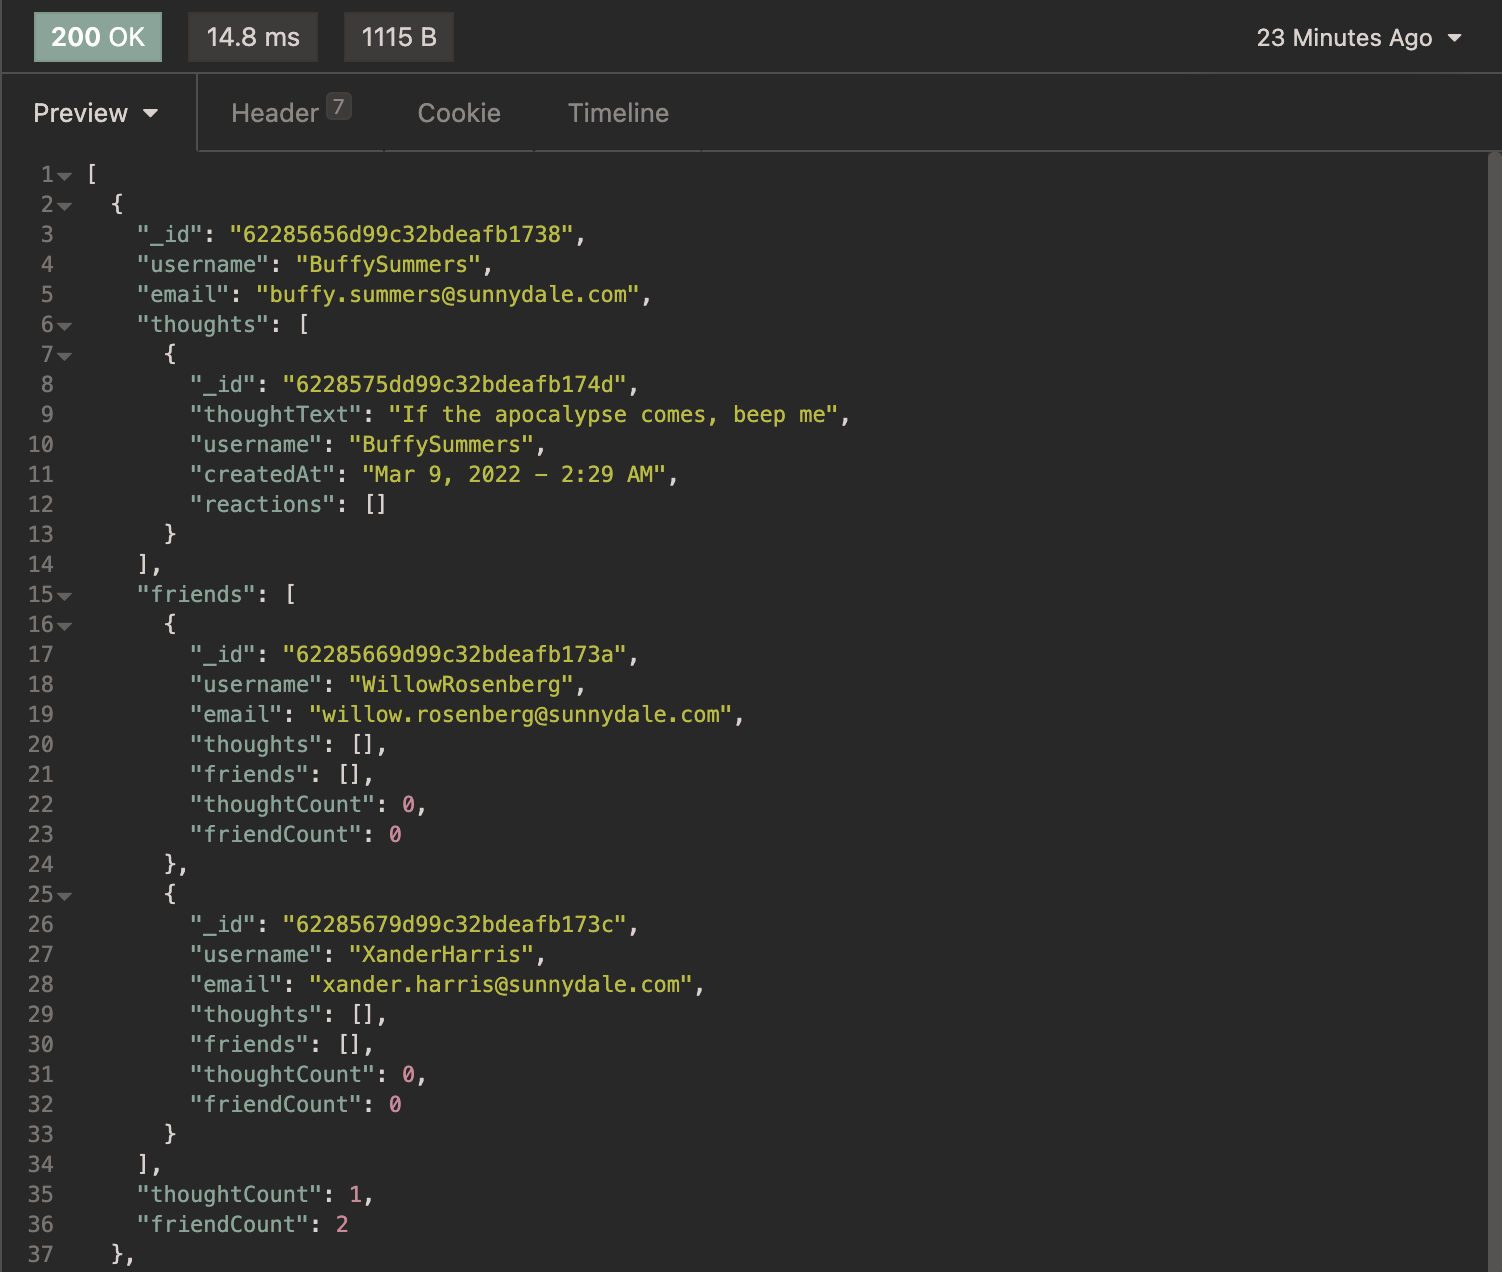 200 OK 14.8 ms 1115 B 23 Minutes Ago
Preview Header 7 Cookie Timeline
1 [
2 {
3 "_id": "62285656d99c32bdeafb1738",
4 "username": "BuffySummers",
5 "email": "buffy.summers@sunnydale.com",
6 "thoughts": [
7 {
8 "_id": "6228575dd99c32bdeafb174d",
9 "thoughtText": "If the apocalypse comes, beep me",
10 "username": "BuffySummers",
11 "createdAt": "Mar 9, 2022 – 2:29 AM",
12 "reactions": []
13 }
14 ],
15 "friends": [
16 {
17 "_id": "62285669d99c32bdeafb173a",
18 "username": "WillowRosenberg",
19 "email": "willow.rosenberg@sunnydale.com",
20 "thoughts": [],
21 "friends": [],
22 "thoughtCount": 0,
23 "friendCount": 0
24 },
25 {
26 "_id": "62285679d99c32bdeafb173c",
27 "username": "XanderHarris",
28 "email": "xander.harris@sunnydale.com",
29 "thoughts": [],
30 "friends": [],
31 "thoughtCount": 0,
32 "friendCount": 0
33 }
34 ],
35 "thoughtCount": 1,
36 "friendCount": 2
37 },